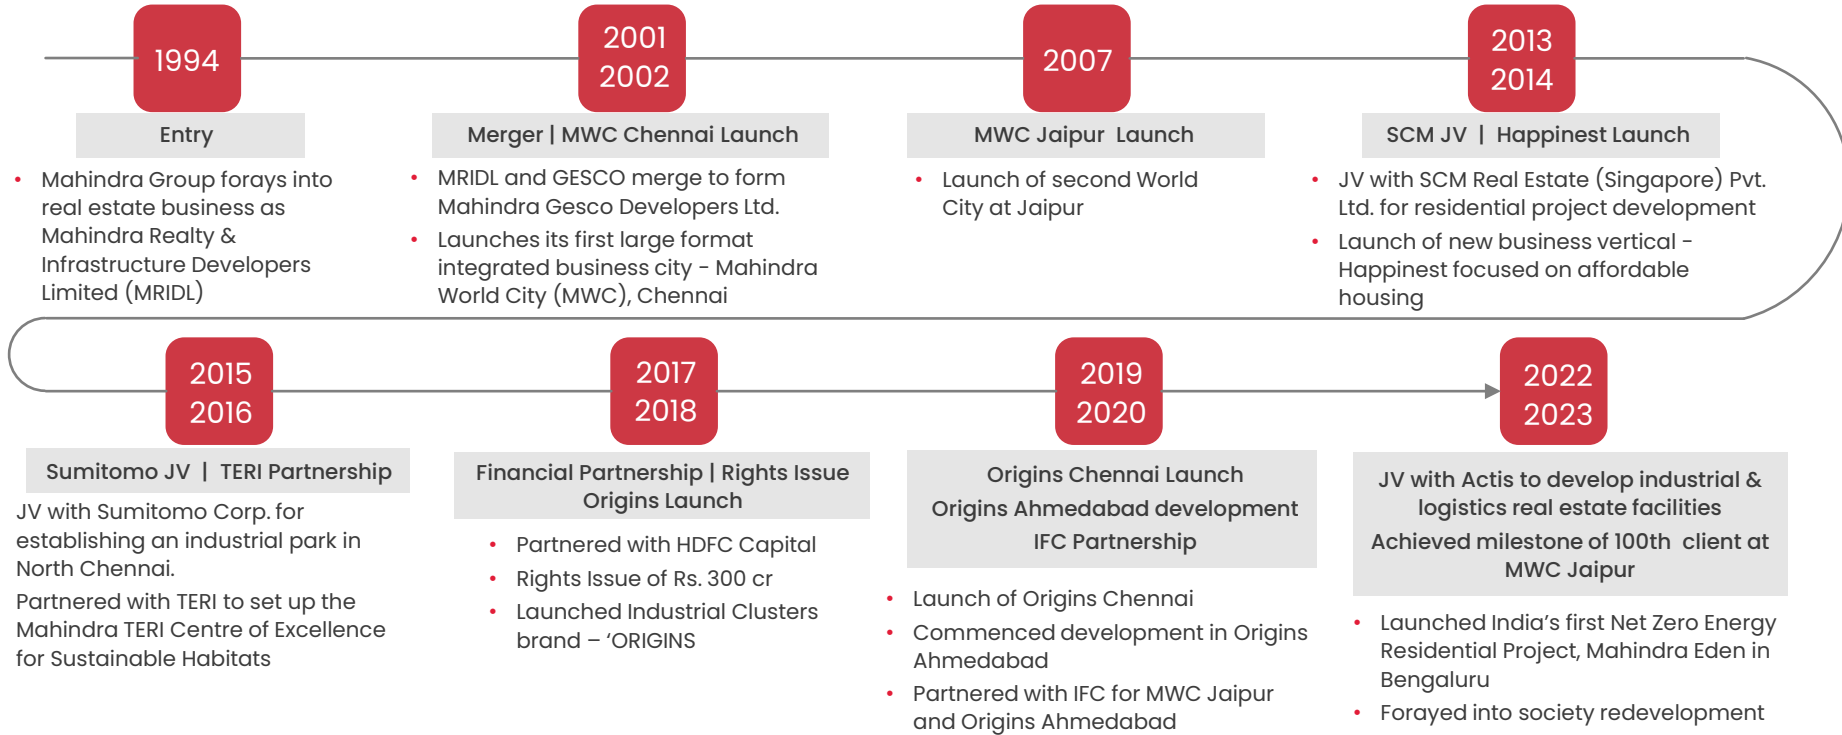 1994
Entry
• Mahindra Group forays into
real estate business as
Mahindra Realty &
Infrastructure Developers
Limited (MRIDL)
2001
2002
Merger | MWC Chennai Launch
• MRIDL and GESCO merge to form
Mahindra Gesco Developers Ltd.
• Launches its first large format
integrated business city - Mahindra
World City (MWC), Chennai
2007
MWC Jaipur Launch
• Launch of second World
City at Jaipur
2013
2014
SCM JV | Happinest Launch
• JV with SCM Real Estate (Singapore) Pvt.
Ltd. for residential project development
• Launch of new business vertical -
Happinest focused on affordable
housing
2015
2016
Sumitomo JV | TERI Partnership
JV with Sumitomo Corp. for
establishing an industrial park in
North Chennai.
Partnered with TERI to set up the
Mahindra TERI Centre of Excellence
for Sustainable Habitats
2017
2018
Financial Partnership | Rights Issue
Origins Launch
• Partnered with HDFC Capital
• Rights Issue of Rs. 300 cr
• Launched Industrial Clusters
brand – ‘ORIGINS
2019
2020
Origins Chennai Launch
Origins Ahmedabad development
IFC Partnership
• Launch of Origins Chennai
• Commenced development in Origins
Ahmedabad
• Partnered with IFC for MWC Jaipur
and Origins Ahmedabad
2022
2023
JV with Actis to develop industrial &
logistics real estate facilities
Achieved milestone of 100th client at
MWC Jaipur
• Launched India’s first Net Zero Energy
Residential Project, Mahindra Eden in
Bengaluru
• Forayed into society redevelopment